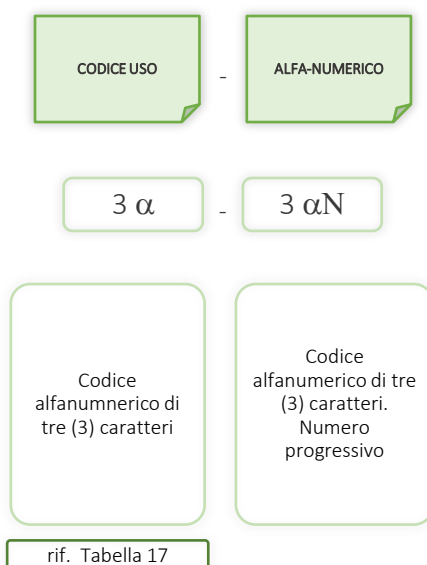 CODICE USO - ALFA-NUMERICO
3 α - 3 αN
Codice
alfanumnerico di
tre (3) caratteri
Codice
alfanumerico di tre
(3) caratteri.
Numero
progressivo
rif. Tabella 17